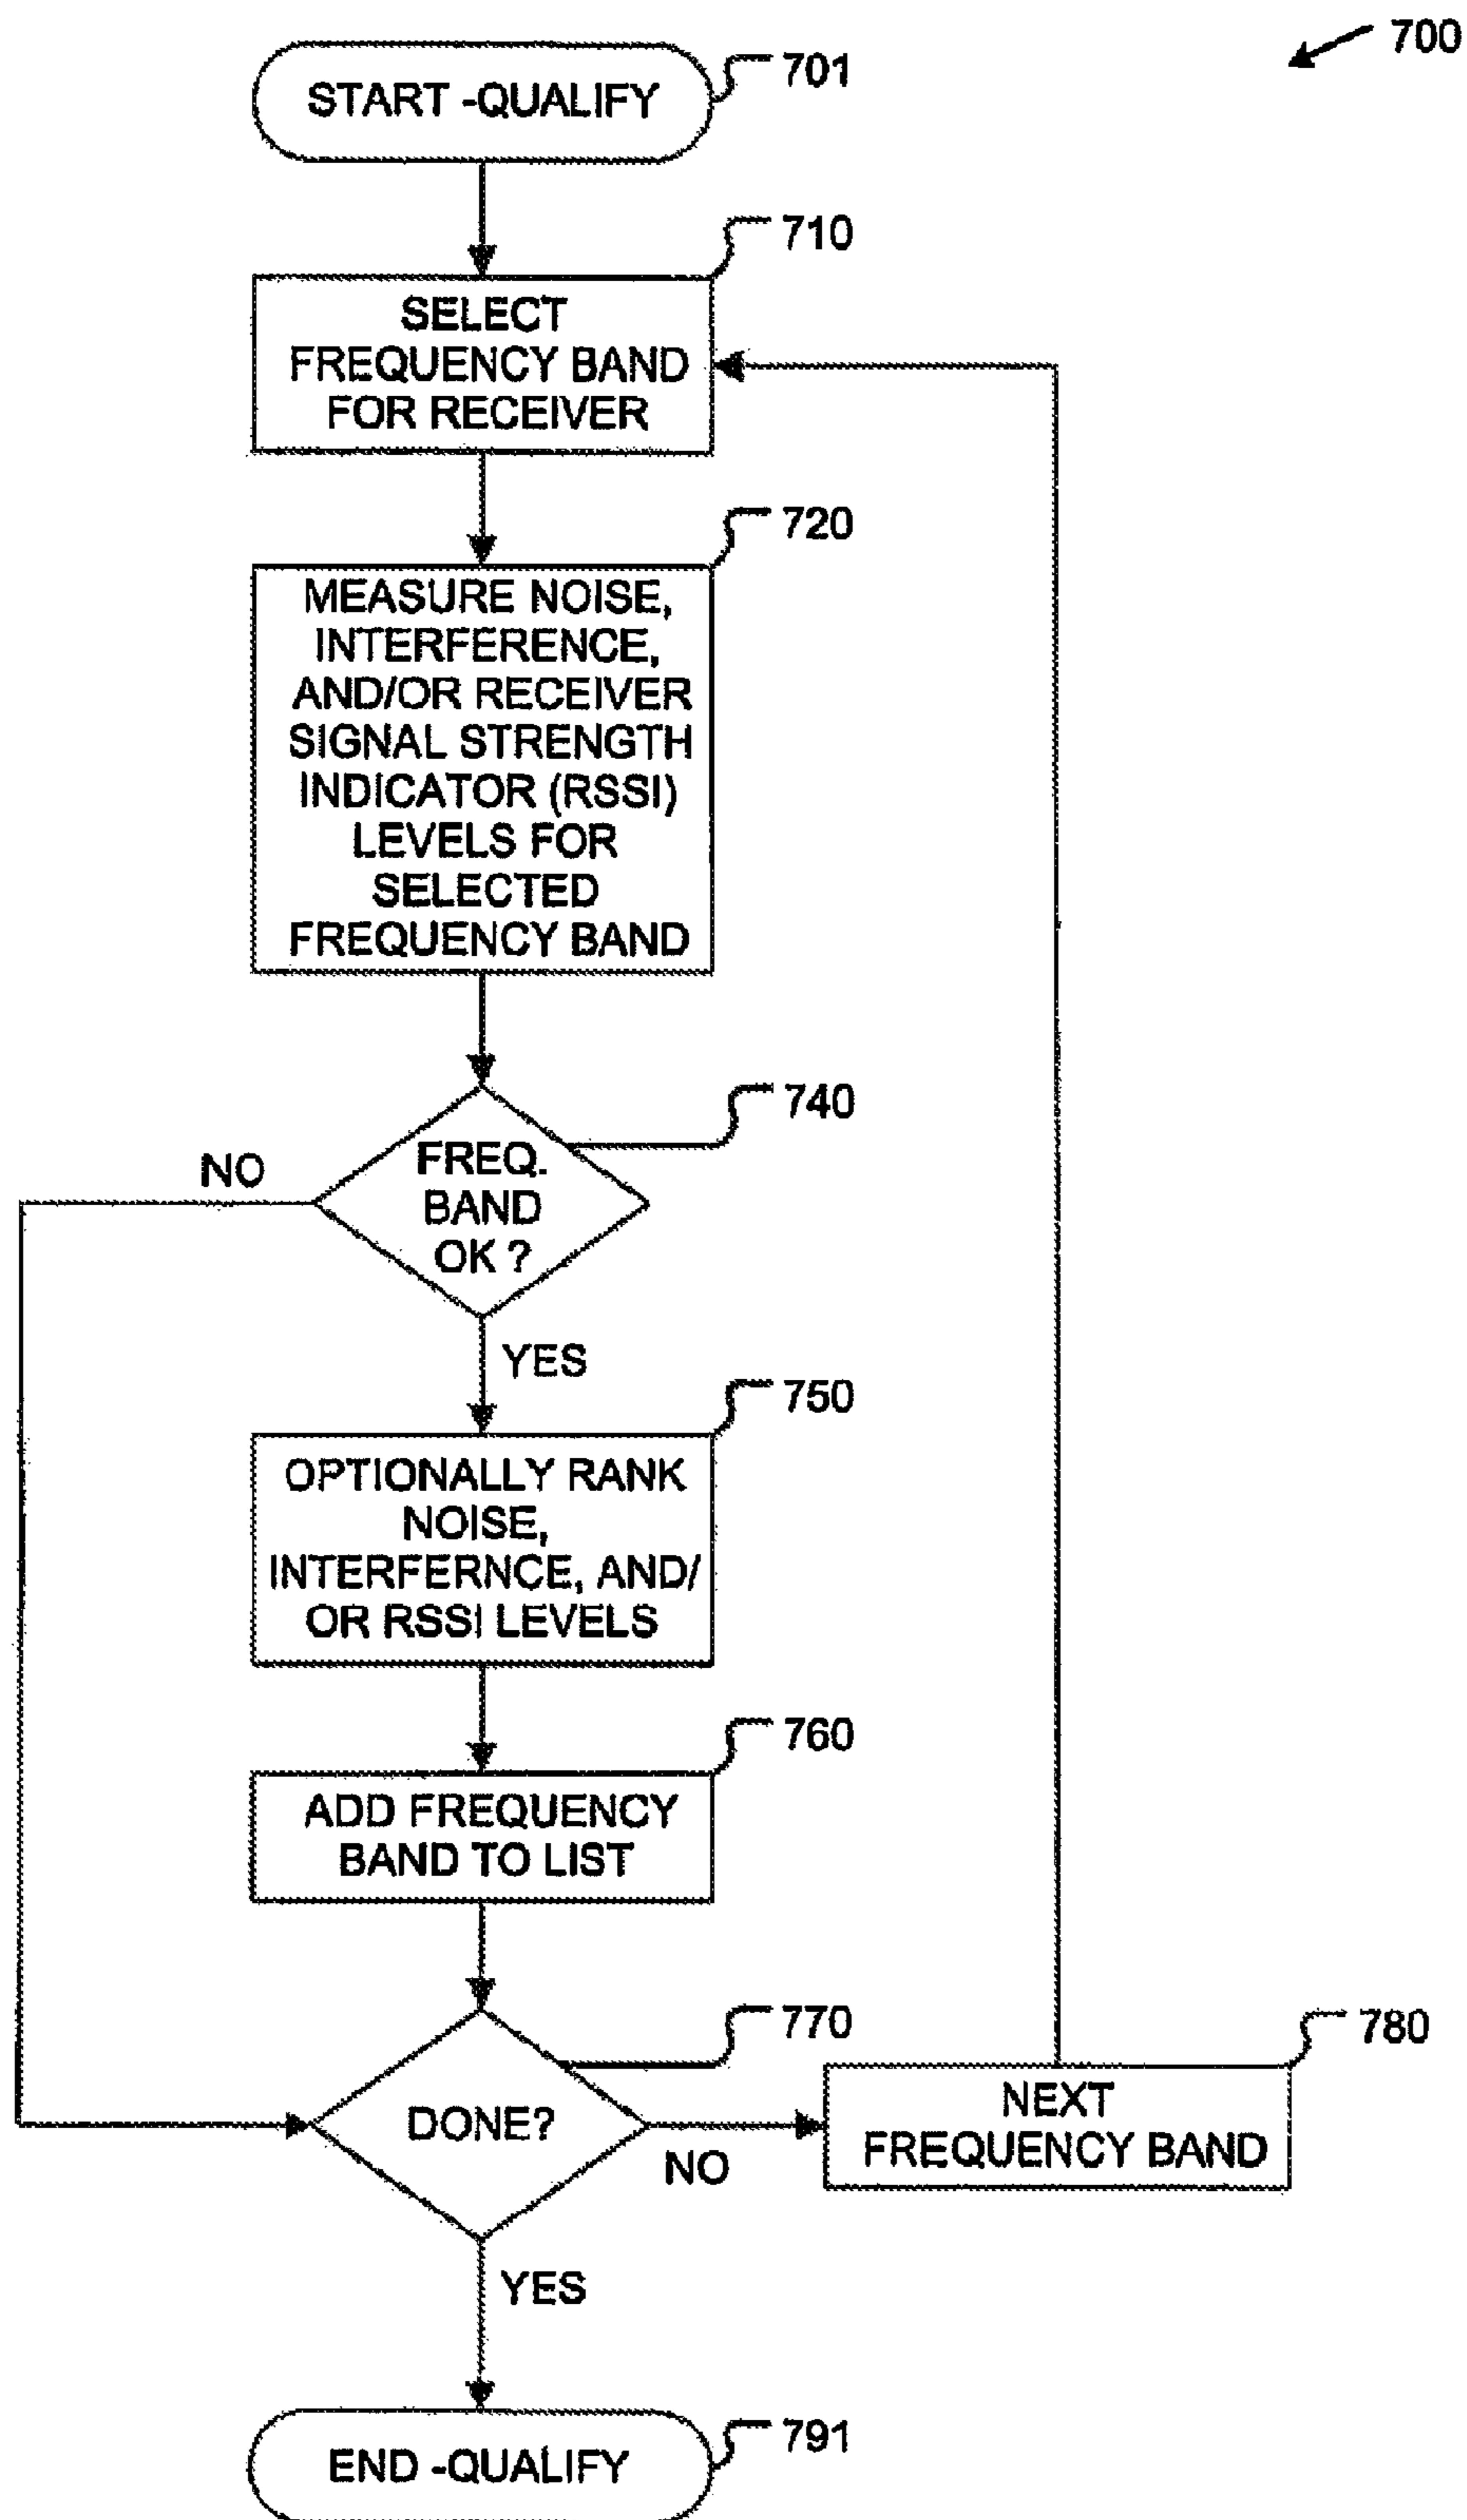 700
START -QUALIFY
701
710
SELECT
FREQUENCY BAND
FOR RECEIVER
720
MEASURE NOISE,
INTERFERENCE,
AND/OR RECEIVER
SIGNAL STRENGTH
INDICATOR (RSSI)
LEVELS FOR
SELECTED
FREQUENCY BAND
740
NO
FREQ.
BAND
OK ?
YES
750
OPTIONALLY RANK
NOISE,
INTERFERNCE, AND/
OR RSSI LEVELS
760
ADD FREQUENCY
BAND TO LIST
770
DONE?
NO
780
NEXT
FREQUENCY BAND
YES
791
END -QUALIFY